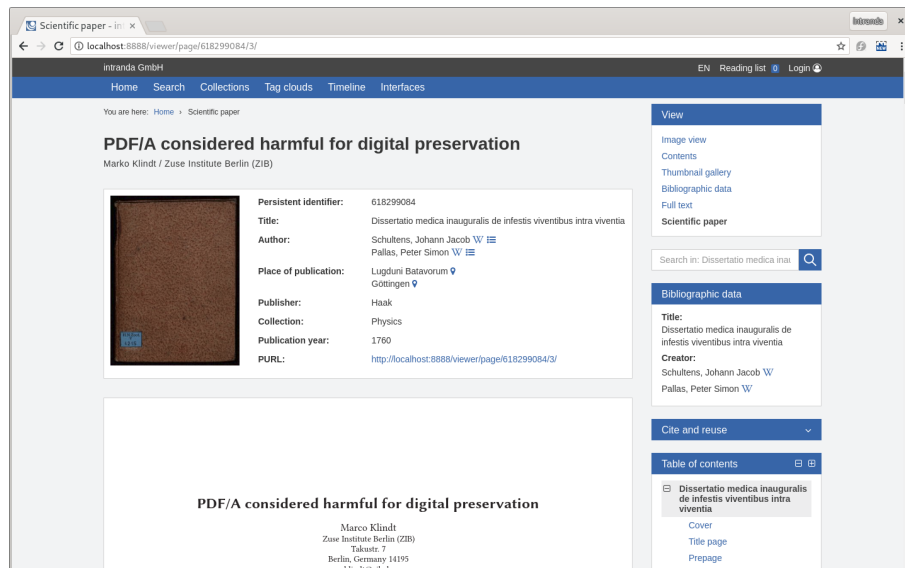 Scientific paper - in
intranda
localhost:8888/viewer/page/618299084/3/
intranda GmbH
EN Reading list 0 Login
Home Search Collections Tag clouds Timeline Interfaces
You are here: Home › Scientific paper
PDF/A considered harmful for digital preservation
Marko Klindt / Zuse Institute Berlin (ZIB)
Persistent identifier: 618299084
Title: Dissertatio medica inauguralis de infestis viventibus intra viventia
Author: Schultens, Johann Jacob W
Pallas, Peter Simon W
Place of publication: Lugduni Batavorum
Göttingen
Publisher: Haak
Collection: Physics
Publication year: 1760
PURL: http://localhost:8888/viewer/page/618299084/3/
PDF/A considered harmful for digital preservation
Marco Klindt
Zuse Institute Berlin (ZIB)
Takustr. 7
Berlin, Germany 14195
View
Image view
Contents
Thumbnail gallery
Bibliographic data
Full text
Scientific paper
Search in: Dissertatio medica inau
Bibliographic data
Title:
Dissertatio medica inauguralis de
infestis viventibus intra viventia
Creator:
Schultens, Johann Jacob W
Pallas, Peter Simon W
Cite and reuse
Table of contents
Dissertatio medica inauguralis
de infestis viventibus intra
viventia
Cover
Title page
Prepage